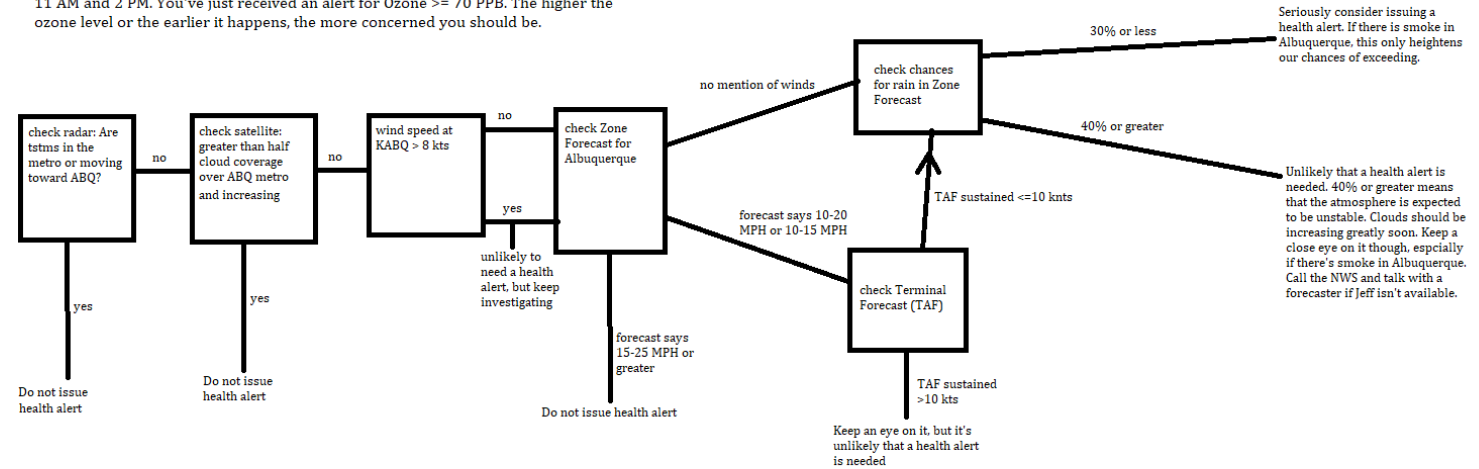 11 AM and 2 PM. You've just received an alert for Ozone >= 70 PPB. The higher the
ozone level or the earlier it happens, the more concerned you should be.
check radar: Are
tstms in the
metro or moving
toward ABQ?
no
yes
Do not issue
health alert
check satellite:
greater than half
cloud coverage
over ABQ metro
and increasing
no
yes
Do not issue
health alert
wind speed at
KABQ > 8 kts
no
yes
unlikely to
need a health
alert, but keep
investigating
check Zone
Forecast for
Albuquerque
forecast says
15-25 MPH or
greater
Do not issue health alert
no mention of winds
forecast says 10-20
MPH or 10-15 MPH
check Terminal
Forecast (TAF)
TAF sustained
>10 kts
Keep an eye on it, but it's
unlikely that a health alert
is needed
TAF sustained <=10 knts
check chances
for rain in Zone
Forecast
30% or less
Seriously consider issuing a
health alert. If there is smoke in
Albuquerque, this only heightens
our chances of exceeding.
40% or greater
Unlikely that a health alert is
needed. 40% or greater means
that the atmosphere is expected
to be unstable. Clouds should be
increasing greatly soon. Keep a
close eye on it though, espcially
if there's smoke in Albuquerque.
Call the NWS and talk with a
forecaster if Jeff isn't available.